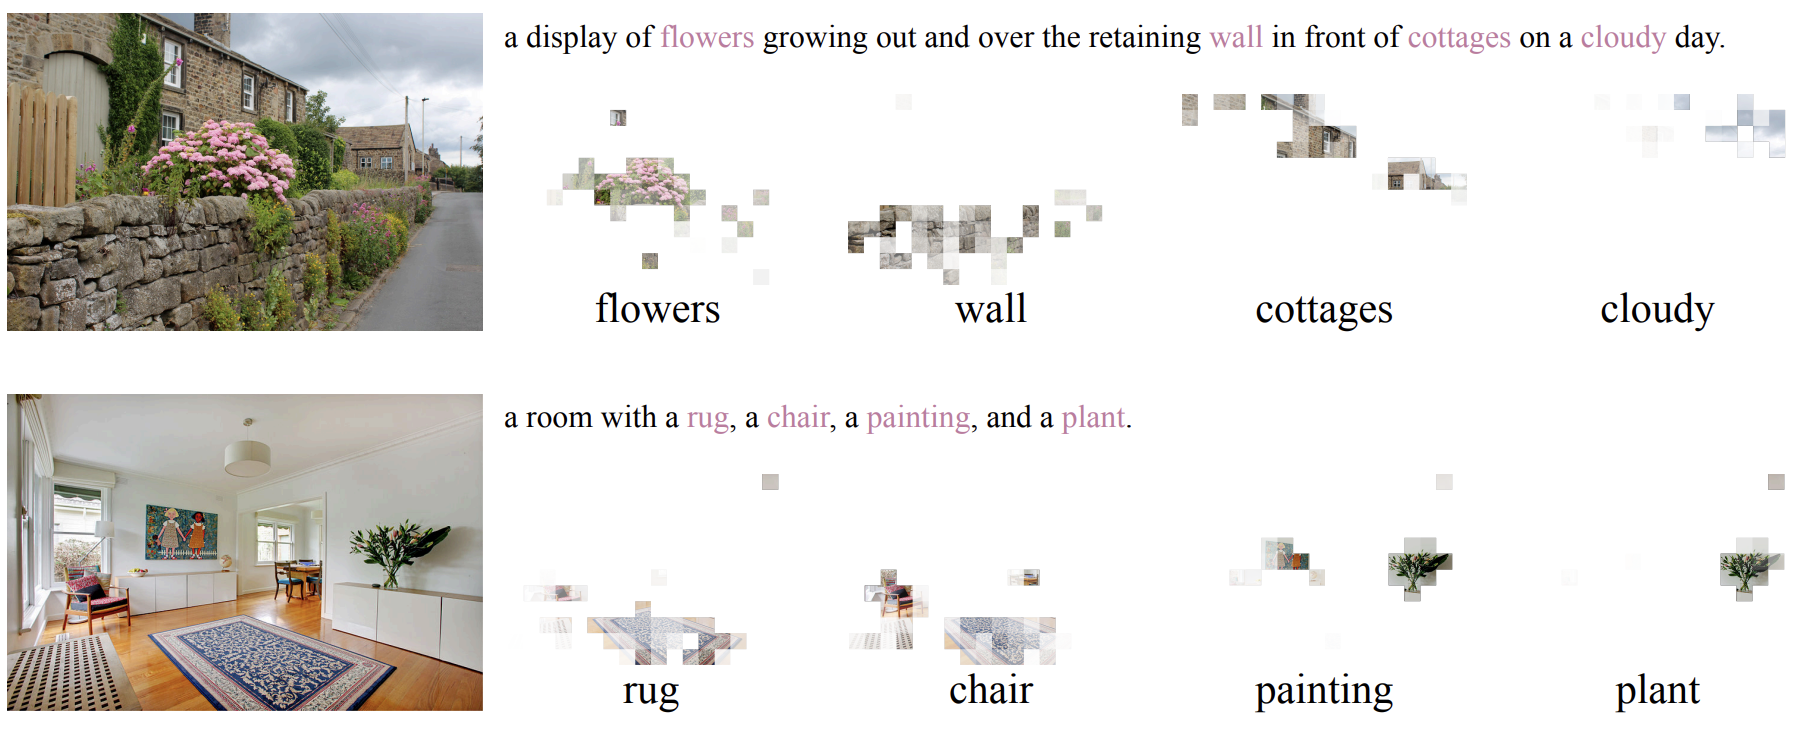 a display of flowers growing out and over the retaining wall in front of cottages on a cloudy day.
flowers wall cottages cloudy
a room with a rug, a chair, a painting, and a plant.
rug chair painting plant